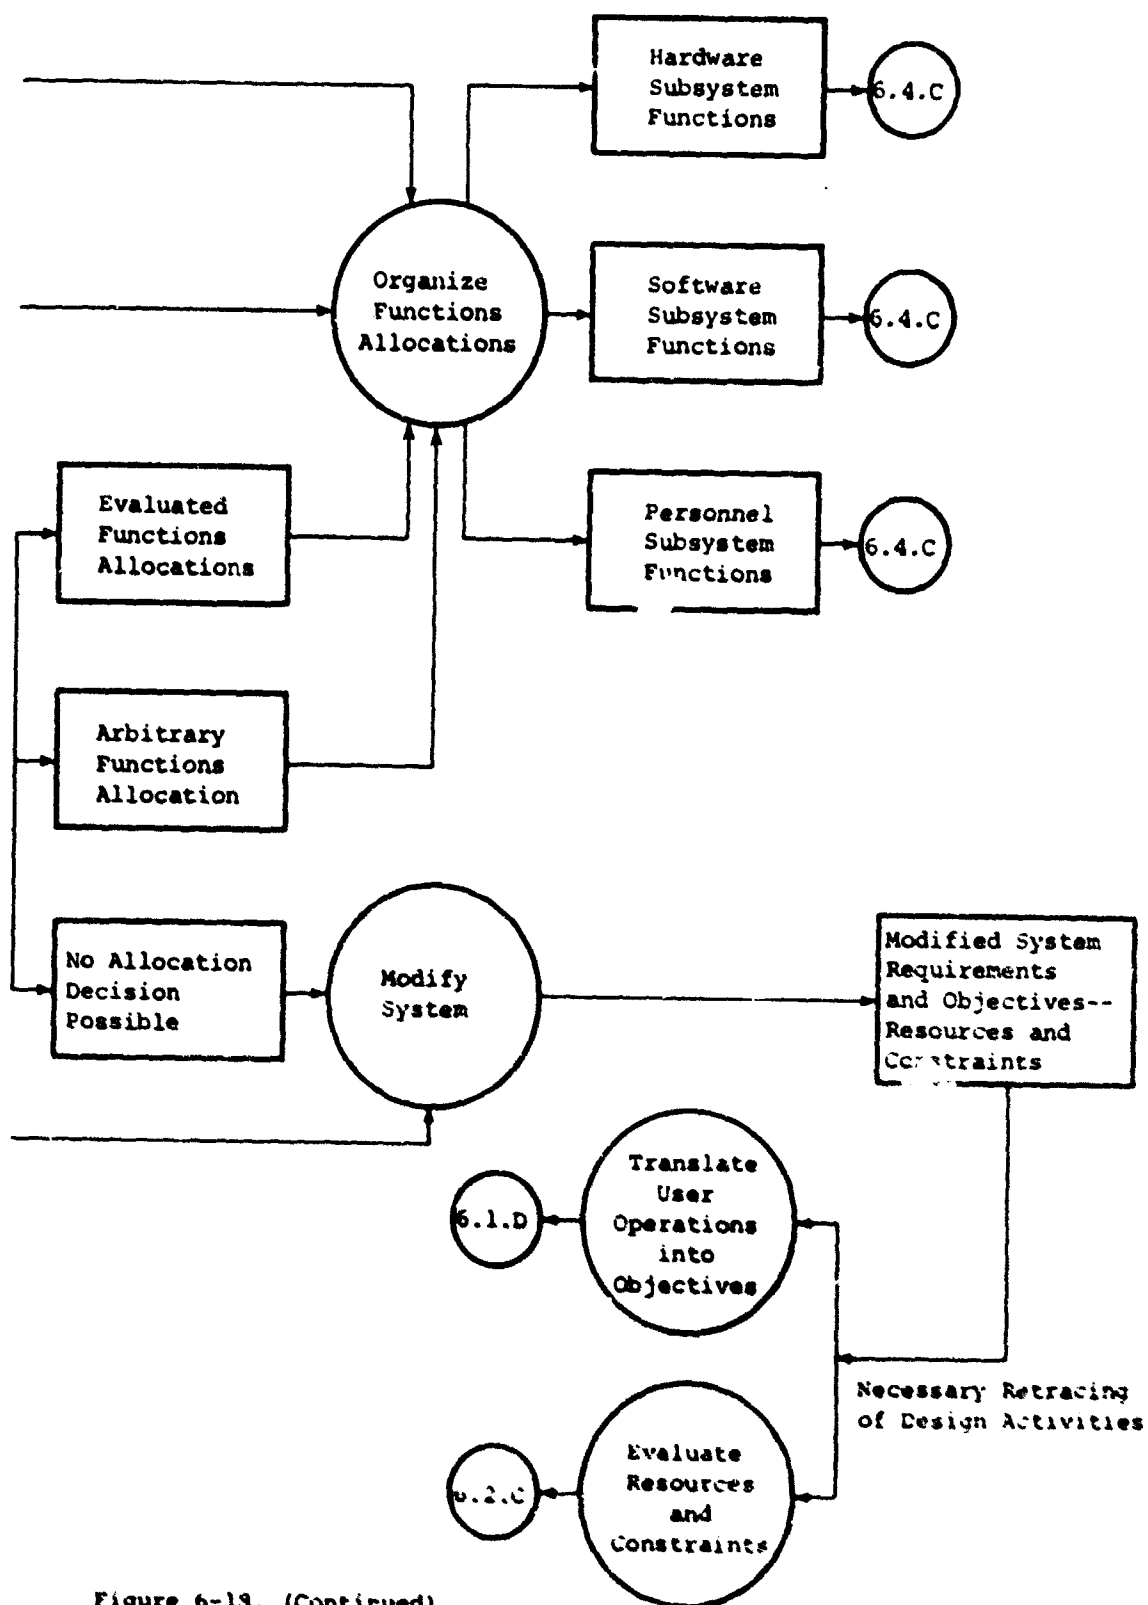 Hardware
Subsystem
Functions
6.4.C
Organize
Functions
Allocations
Software
Subsystem
Functions
6.4.C
Evaluated
Functions
Allocations
Personnel
Subsystem
Functions
6.4.C
Arbitrary
Functions
Allocation
No Allocation
Decision
Possible
Modify
System
Modified System
Requirements
and Objectives--
Resources and
Constraints
Translate
User
Operations
into
Objectives
6.1.D
Necessary Retracing
of Design Activities
Evaluate
Resources
and
Constraints
6.2.C
Figure 6-19. (Continued)